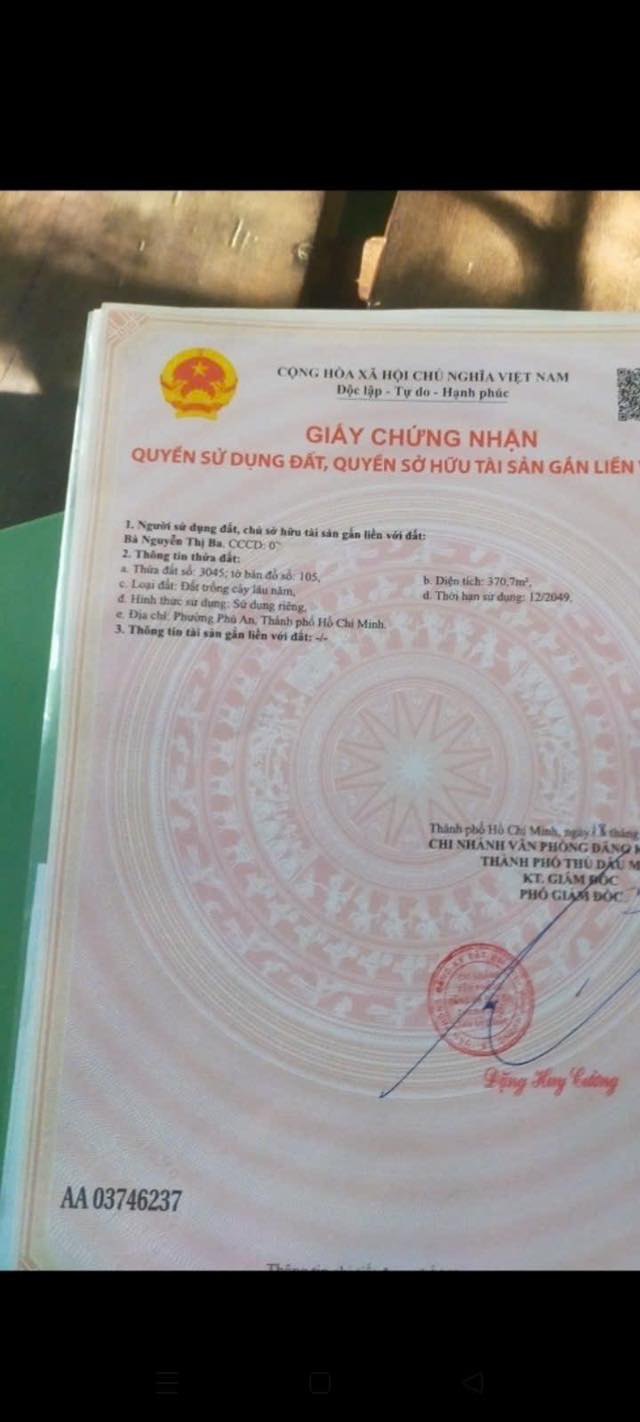 CỘNG HÒA XÃ HỘI CHỦ NGHĨA VIỆT NAM
Độc lập - Tự do - Hạnh phúc
GIẤY CHỨNG NHẬN
QUYỀN SỬ DỤNG ĐẤT, QUYỀN SỞ HỮU TÀI SẢN GẮN LIỀN
1. Người sử dụng đất, chủ sở hữu tài sản gắn liền với đất:
Bà Nguyễn Thị Ba, CCCD: 0
2. Thông tin thửa đất:
a. Thửa đất số: 3045; tờ bản đồ số: 105,
b. Diện tích: 370,7m²,
c. Loại đất: Đất trồng cây lâu năm,
d. Thời hạn sử dụng: 12/2049,
đ. Hình thức sử dụng: Sử dụng riêng,
e. Địa chỉ: Phường Phú An, Thành phố Hồ Chí Minh.
3. Thông tin tài sản gắn liền với đất: -/-
Thành phố Hồ Chí Minh, ngày 18 tháng
CHI NHÁNH VĂN PHÒNG ĐĂNG
THÀNH PHỐ THỦ DẦU
KT. GIÁM ĐỐC
PHÓ GIÁM ĐỐC
Đặng Huy Cường
AA 03746237